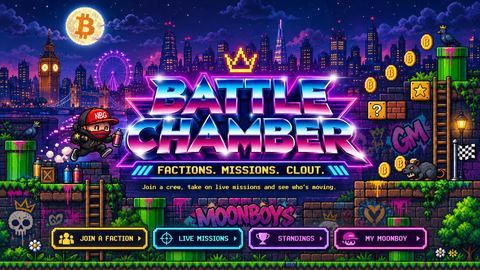 NBG
BATTLE
CHAMBER
FACTIONS. MISSIONS. CLOUT.
Join a crew, take on live missions and see who's moving.
?
GM
MOONBOYS
JOIN A FACTION
LIVE MISSIONS
STANDINGS
MY MOONBOY